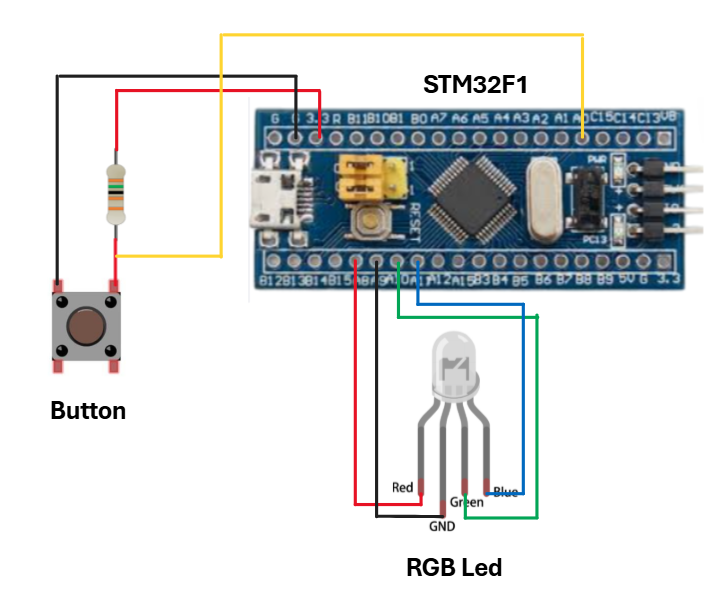 STM32F1
G G 3.3 R B11 B10 B1 B0 A7 A6 A5 A4 A3 A2 A1 A0 C15 C14 C13 VB
PWR
RESET
PC13
B12 B13 B14 B15 A8 A9 A10 A11 A12 A15 B3 B4 B5 B6 B7 B8 B9 5V G 3.3
Button
Red
Green
Blue
GND
RGB Led